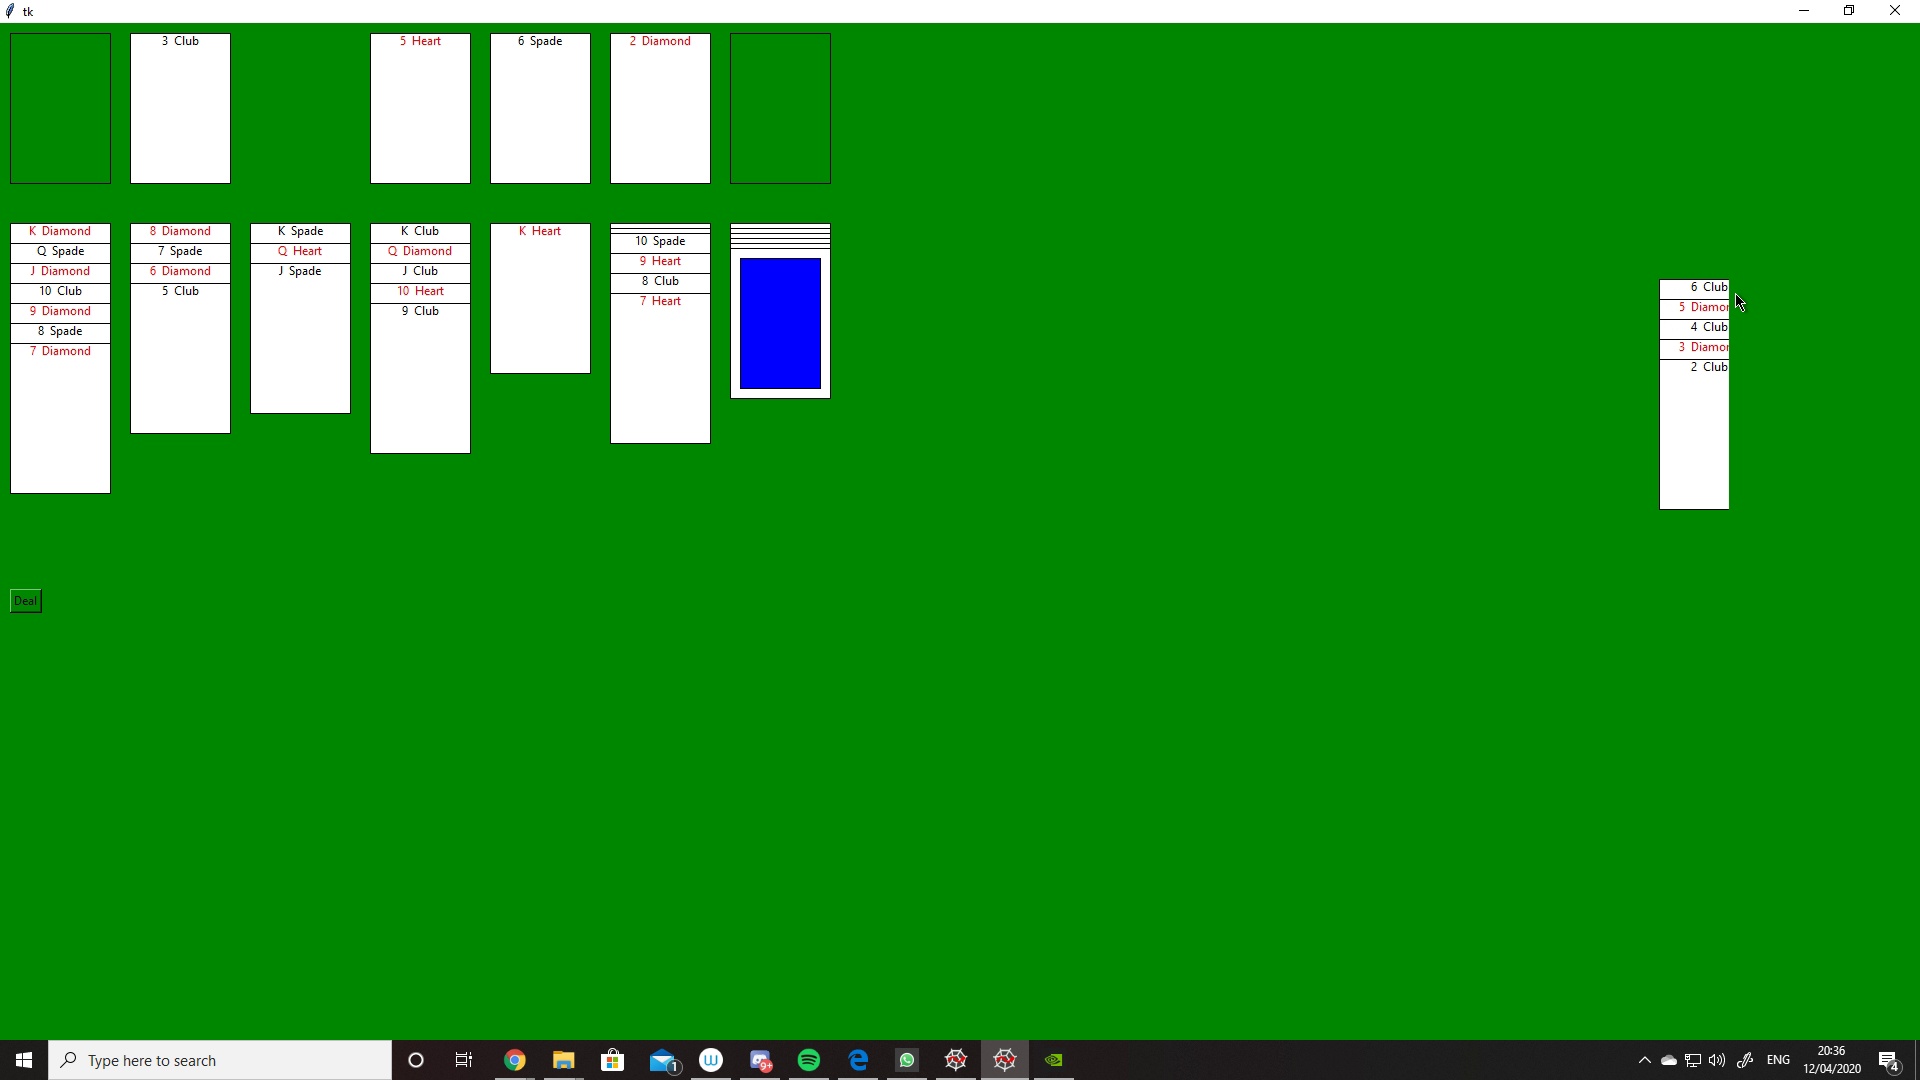 tk
3 Club
5 Heart
6 Spade
2 Diamond
K Diamond
Q Spade
J Diamond
10 Club
9 Diamond
8 Spade
7 Diamond
8 Diamond
7 Spade
6 Diamond
5 Club
K Spade
Q Heart
J Spade
K Club
Q Diamond
J Club
10 Heart
9 Club
K Heart
10 Spade
9 Heart
8 Club
7 Heart
6 Club
5 Diamo
4 Club
3 Diamo
2 Club
Deal
Type here to search
1
W
9+
ENG
20:36
12/04/2020
4